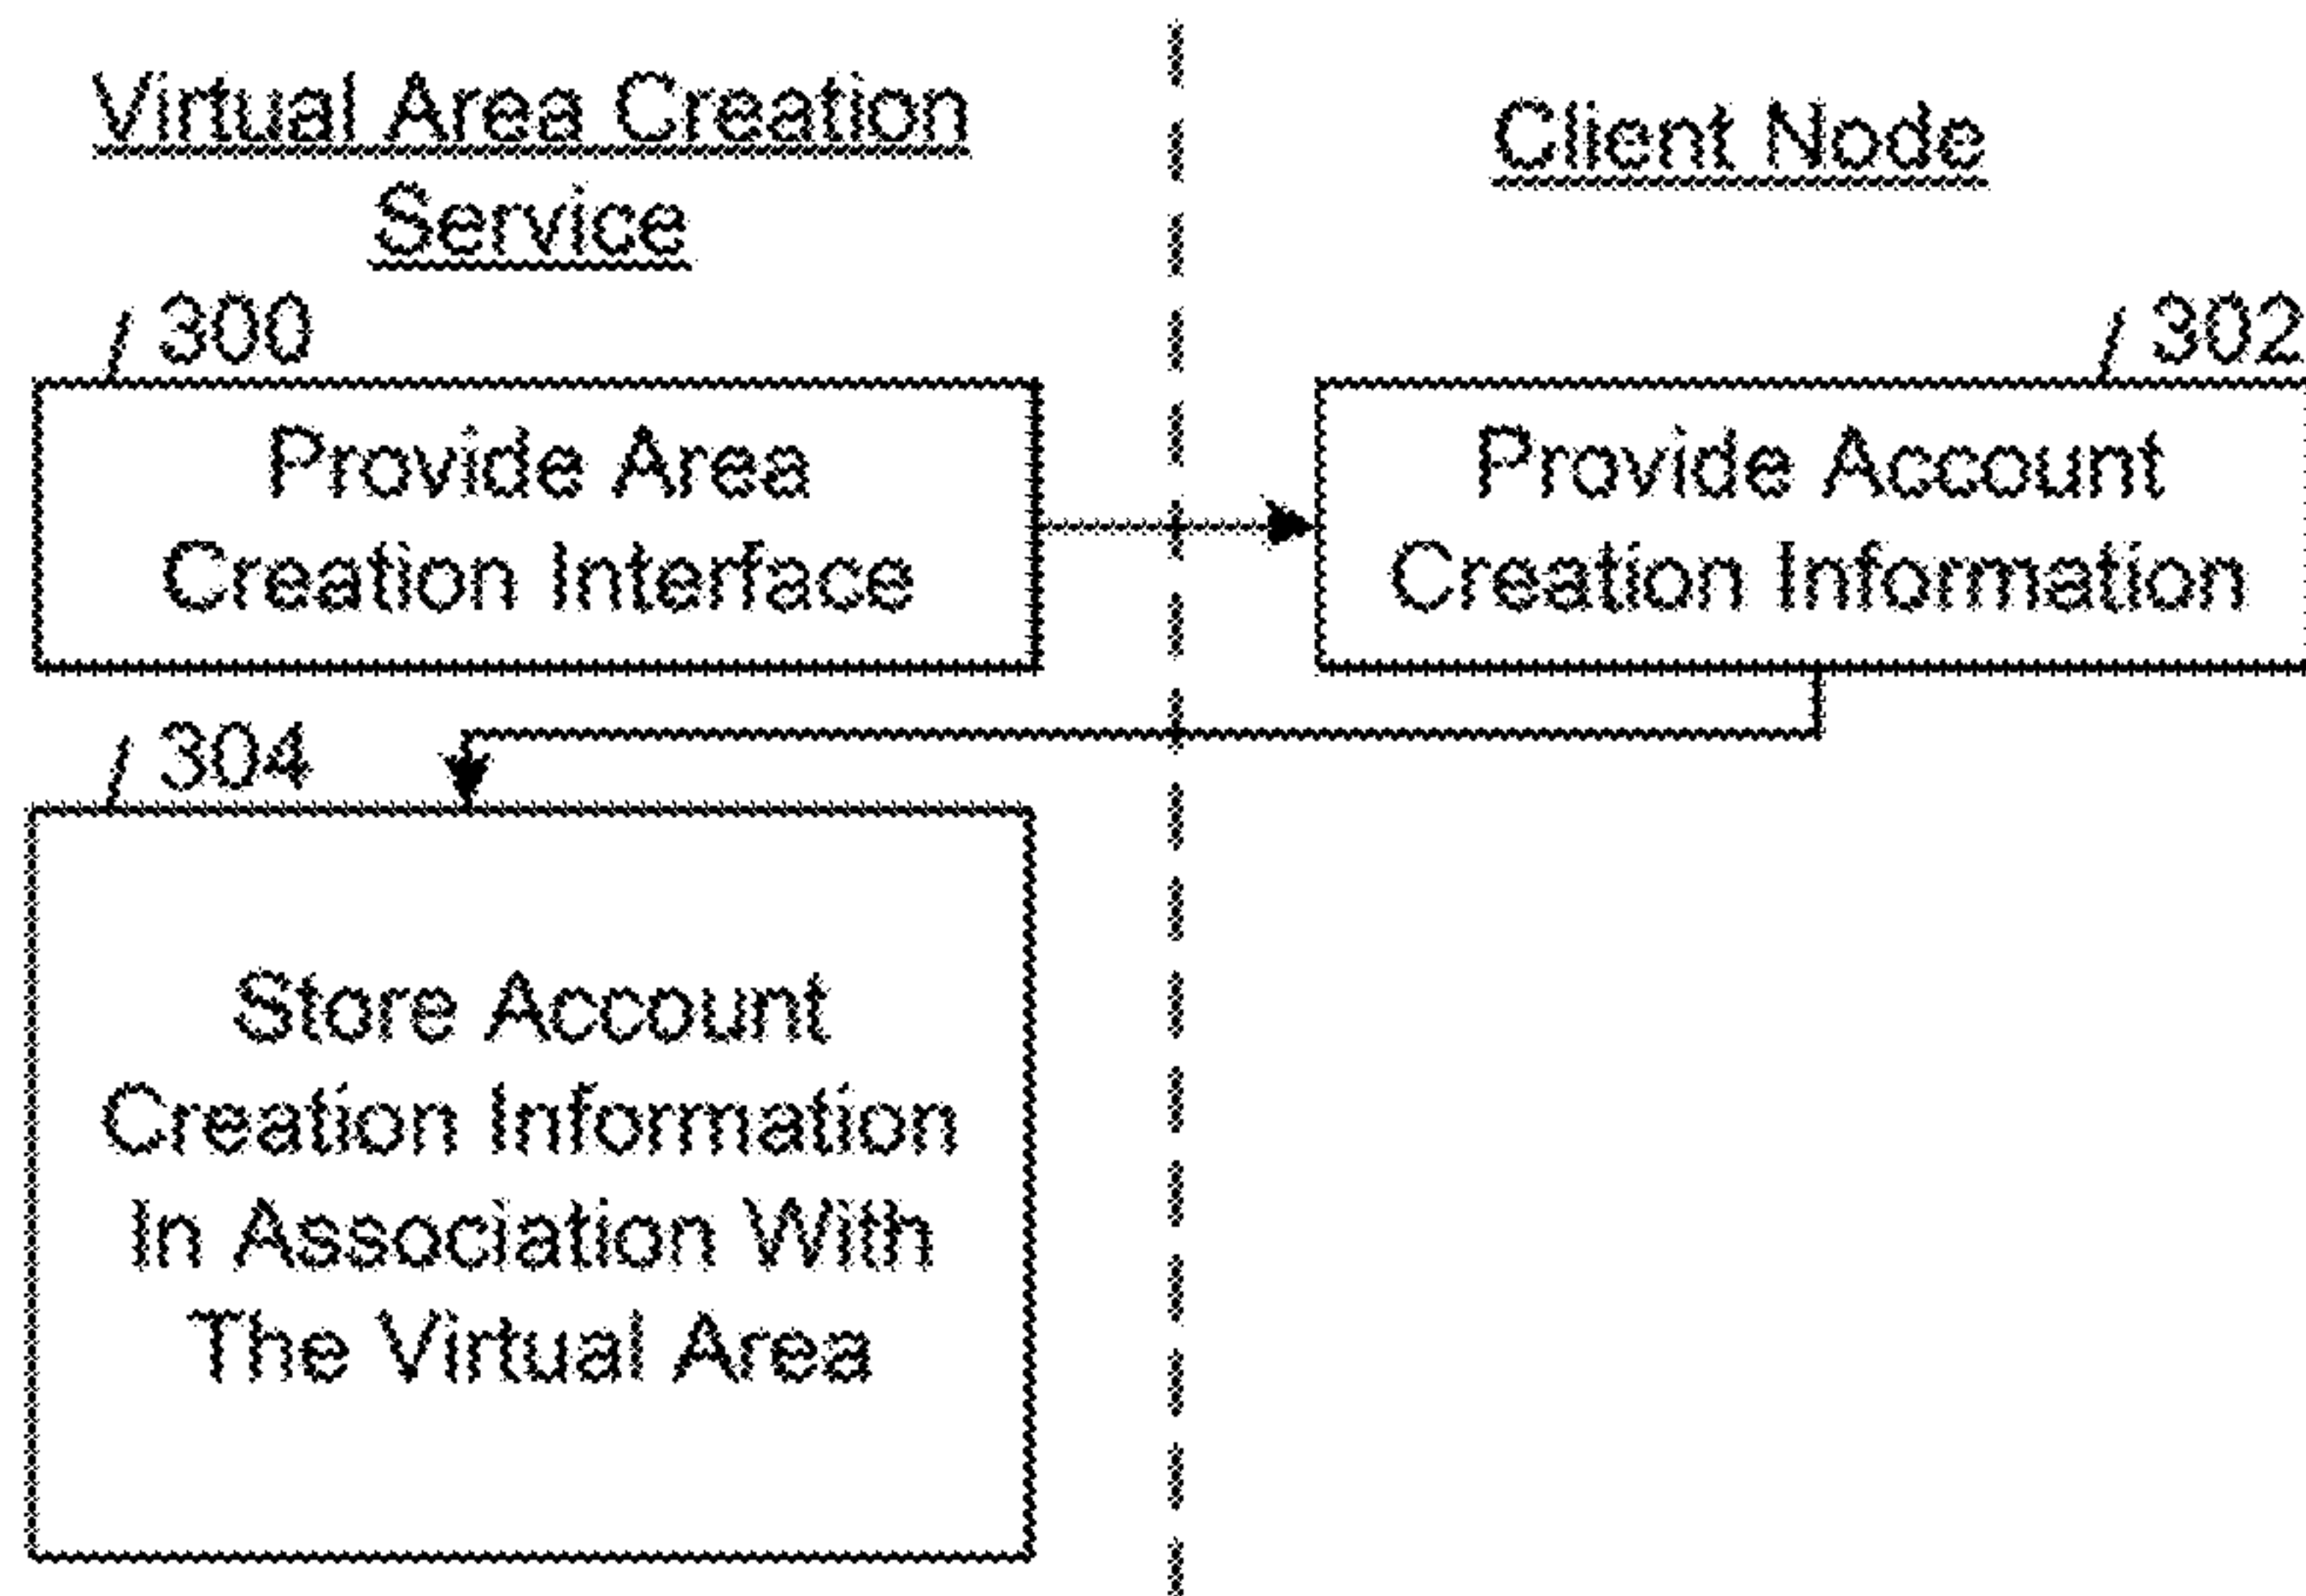 Virtual Area Creation
Service
Client Node
300
302
Provide Area
Creation Interface
Provide Account
Creation Information
304
Store Account
Creation Information
In Association With
The Virtual Area